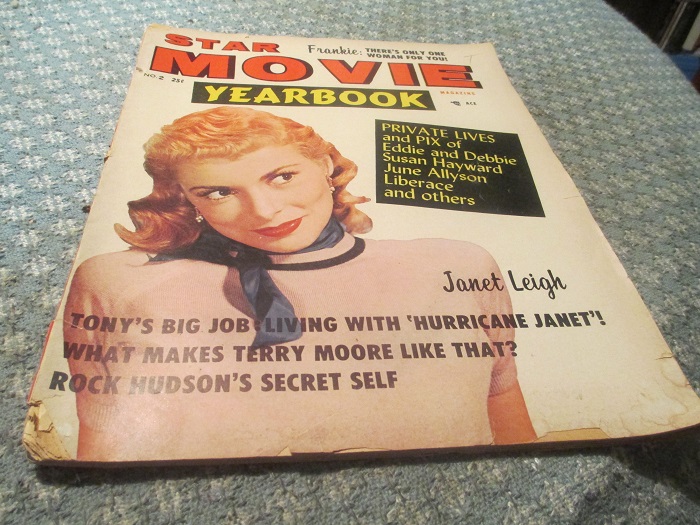 STAR
Frankie: THERE'S ONLY ONE
WOMAN FOR YOU!
MOVIE
MAGAZINE
NO. 2 25¢
YEARBOOK
ACE
PRIVATE LIVES
and PIX of
Eddie and Debbie
Susan Hayward
June Allyson
Liberace
and others
Janet Leigh
TONY'S BIG JOB: LIVING WITH 'HURRICANE JANET'!
WHAT MAKES TERRY MOORE LIKE THAT?
ROCK HUDSON'S SECRET SELF